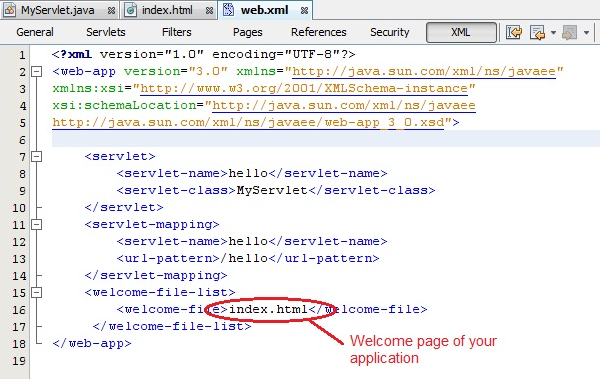 MyServlet.java index.html web.xml
General Servlets Filters Pages References Security XML
1 <?xml version="1.0" encoding="UTF-8"?>
2 <web-app version="3.0" xmlns="http://java.sun.com/xml/ns/javaee"
3 xmlns:xsi="http://www.w3.org/2001/XMLSchema-instance"
4 xsi:schemaLocation="http://java.sun.com/xml/ns/javaee
5 http://java.sun.com/xml/ns/javaee/web-app_3_0.xsd">
6
7 <servlet>
8 <servlet-name>hello</servlet-name>
9 <servlet-class>MyServlet</servlet-class>
10 </servlet>
11 <servlet-mapping>
12 <servlet-name>hello</servlet-name>
13 <url-pattern>/hello</url-pattern>
14 </servlet-mapping>
15 <welcome-file-list>
16 <welcome-file>index.html</welcome-file>
17 </welcome-file-list>
18 </web-app>
19
Welcome page of your
application